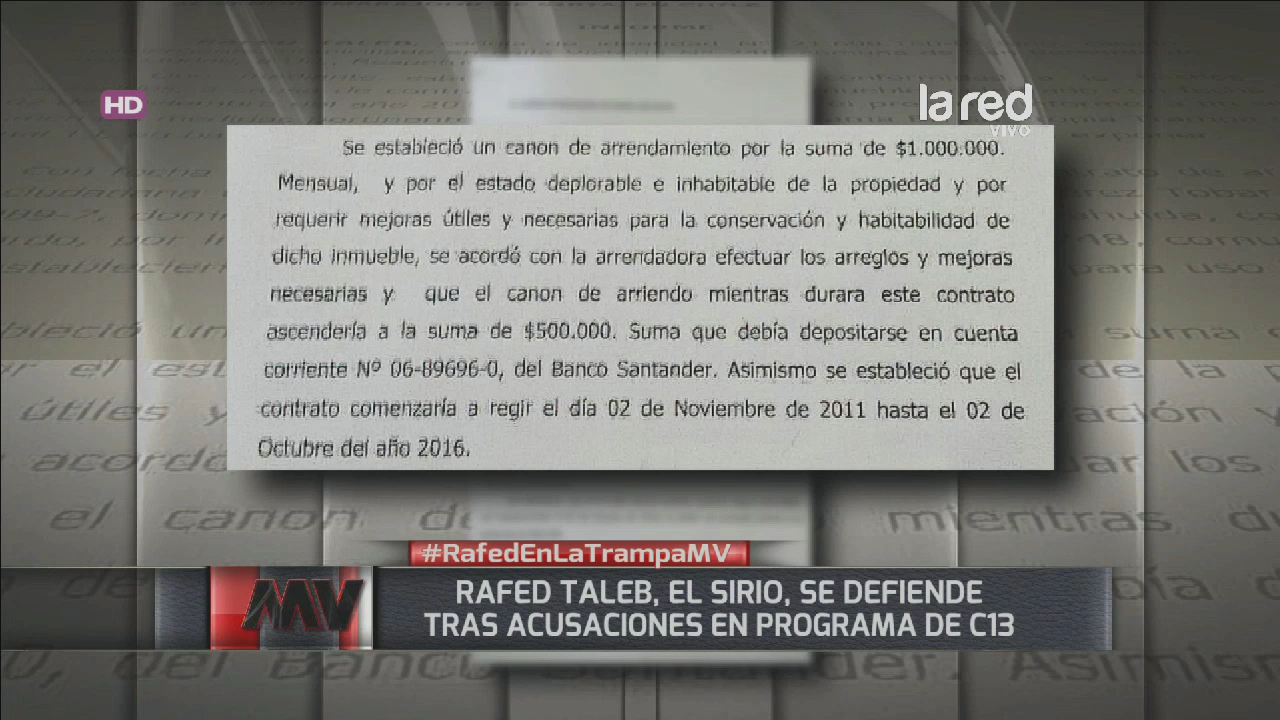 HD
la red
VIVO
Se estableció un canon de arrendamiento por la suma de $1.000.000.
Mensual, y por el estado deplorable e inhabitable de la propiedad y por
requerir mejoras útiles y necesarias para la conservación y habitabilidad de
dicho inmueble, se acordó con la arrendadora efectuar los arreglos y mejoras
necesarias y que el canon de arriendo mientras durara este contrato
ascendería a la suma de $500.000. Suma que debía depositarse en cuenta
corriente Nº 06-89696-0, del Banco Santander. Asimismo se estableció que el
contrato comenzaría a regir el día 02 de Noviembre de 2011 hasta el 02 de
Octubre del año 2016.
#RafedEnLaTrampaMV
MV
RAFED TALEB, EL SIRIO, SE DEFIENDE
TRAS ACUSACIONES EN PROGRAMA DE C13